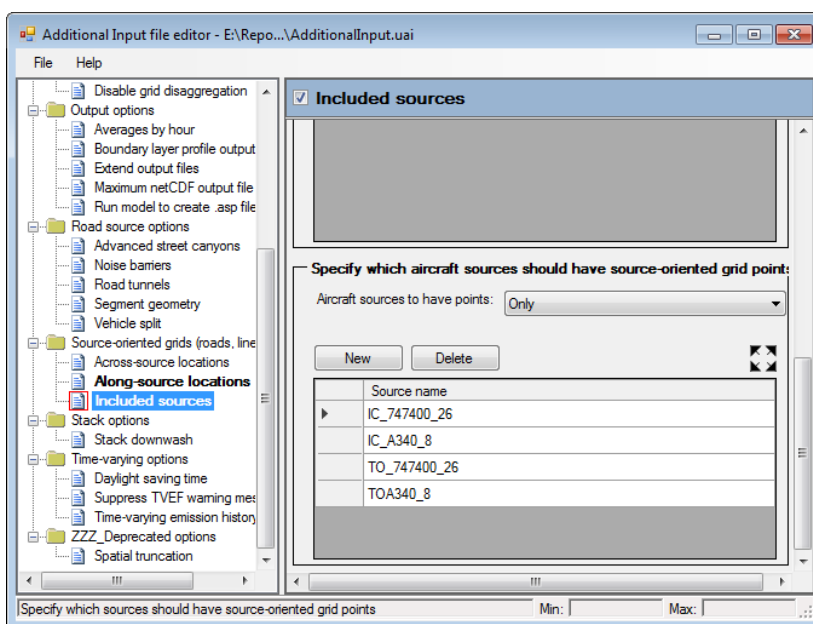 Additional Input file editor - E:\Repo...\AdditionalInput.uai
File Help
Disable grid disaggregation
Output options
Averages by hour
Boundary layer profile output
Extend output files
Maximum netCDF output file
Run model to create .asp file
Road source options
Advanced street canyons
Noise barriers
Road tunnels
Segment geometry
Vehicle split
Source-oriented grids (roads, line
Across-source locations
Along-source locations
Included sources
Stack options
Stack downwash
Time-varying options
Daylight saving time
Suppress TVEF warning mes
Time-varying emission history
ZZZ_Deprecated options
Spatial truncation
Included sources
Specify which aircraft sources should have source-oriented grid points
Aircraft sources to have points: Only
New Delete
Source name
IC_747400_26
IC_A340_8
TO_747400_26
TOA340_8
Specify which sources should have source-oriented grid points Min: Max: